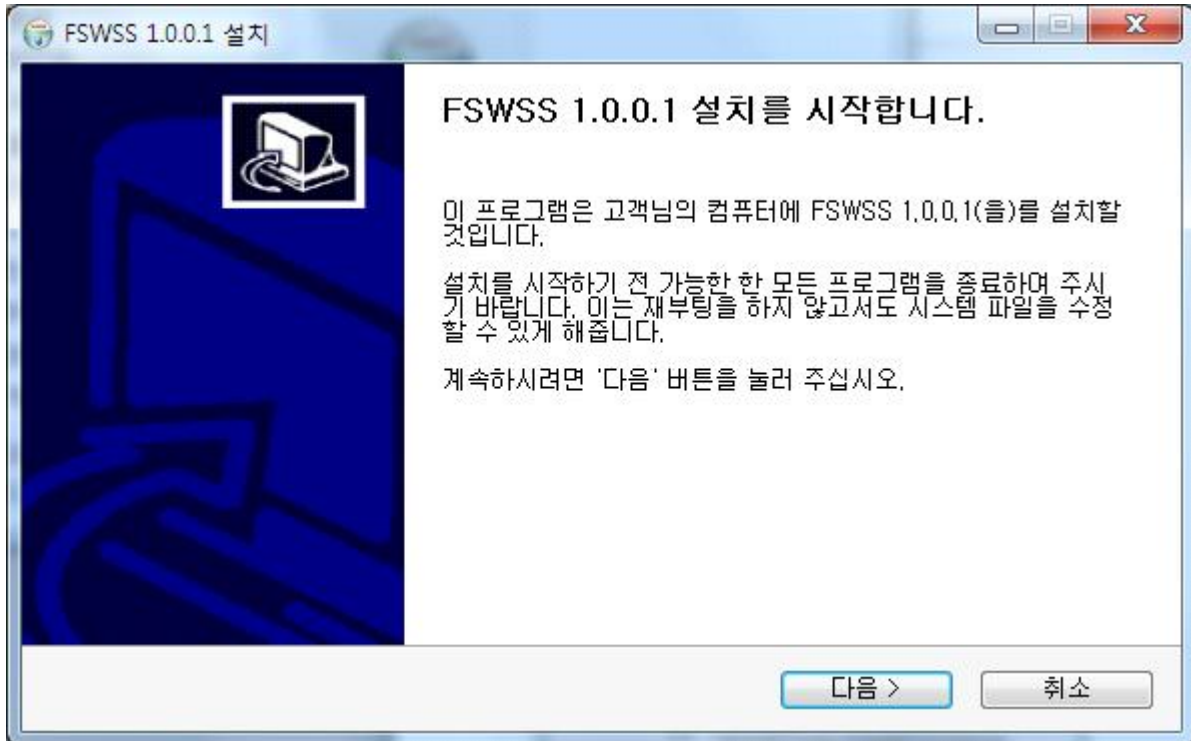 FSWSS 1.0.0.1 설치
FSWSS 1.0.0.1 설치를 시작합니다.
이 프로그램은 고객님의 컴퓨터에 FSWSS 1.0.0.1(을)를 설치할
것입니다.
설치를 시작하기 전 가능한 한 모든 프로그램을 종료하여 주시
기 바랍니다. 이는 재부팅을 하지 않고서도 시스템 파일을 수정
할 수 있게 해줍니다.
계속하시려면 '다음' 버튼을 눌러 주십시오.
다음 >
취소